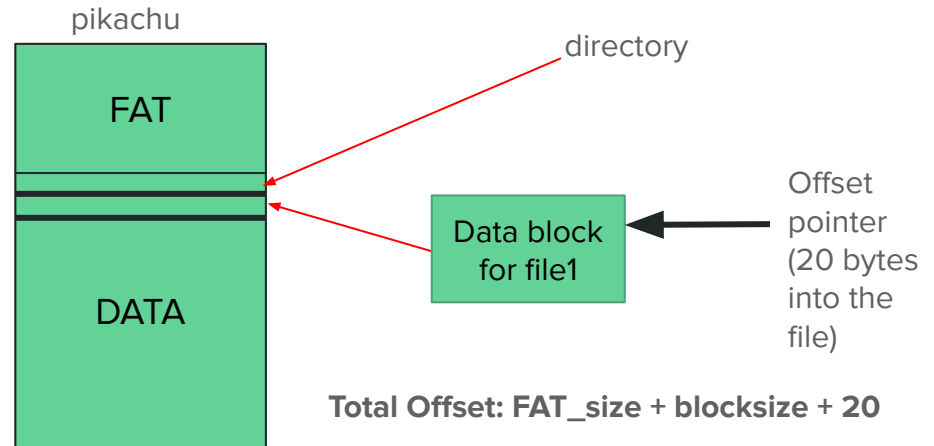 pikachu
directory
FAT
Offset
pointer
(20 bytes
into the
file)
Data block
for file1
DATA
Total Offset: FAT_size + blocksize + 20